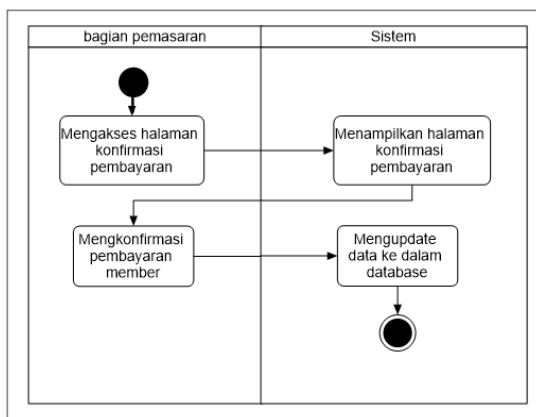 bagian pemasaran
Sistem
Mengakses halaman
konfirmasi
pembayaran
Menampilkan halaman
konfirmasi
pembayaran
Mengkonfirmasi
pembayaran
member
Mengupdate
data ke dalam
database